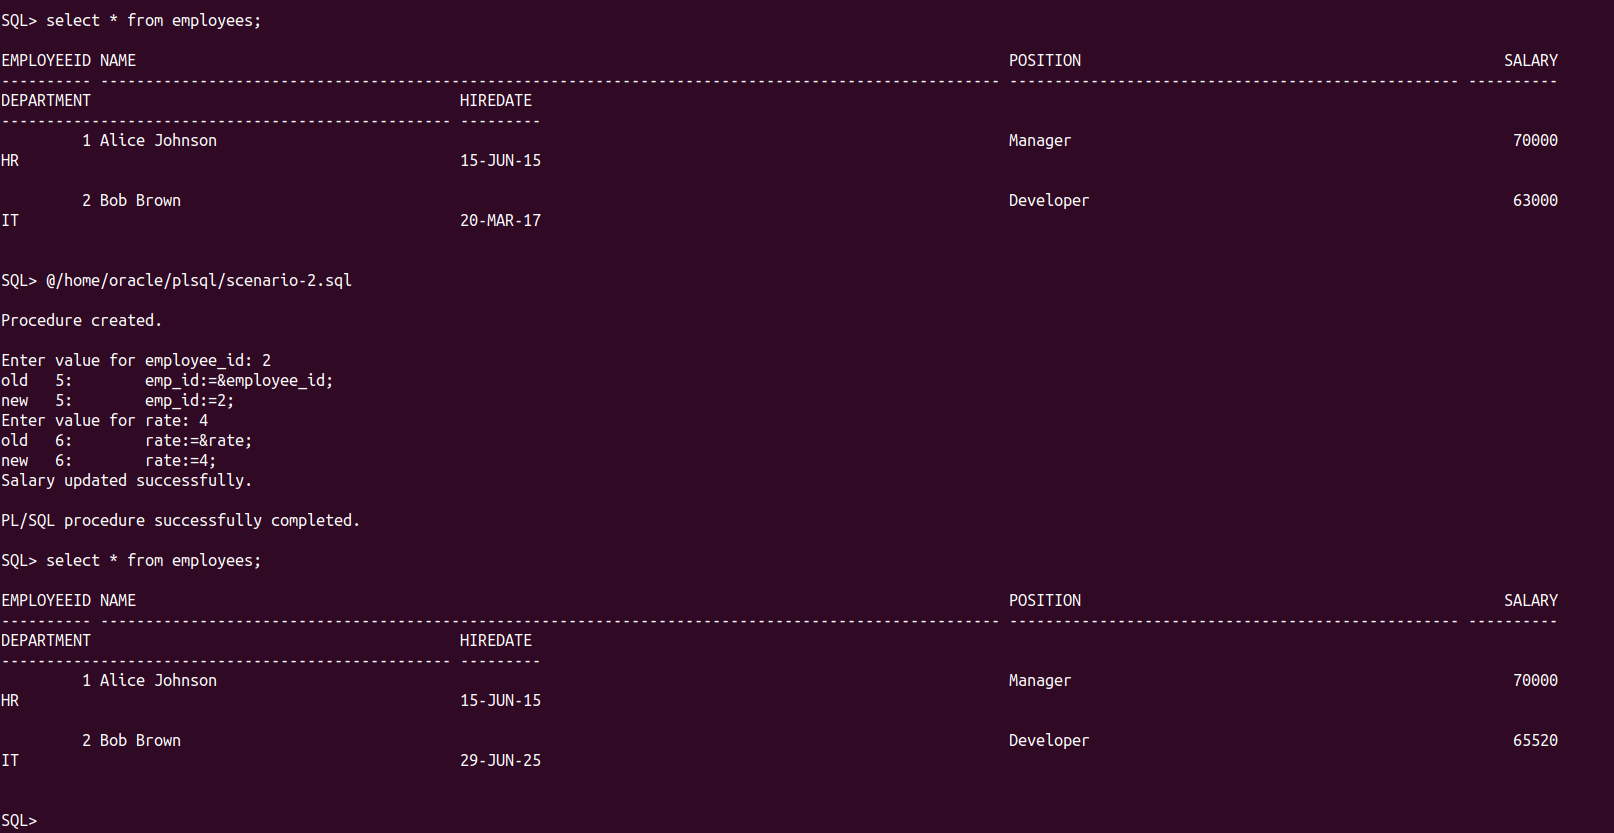 SQL> select * from employees;
EMPLOYEEID NAME POSITION SALARY
---------- ---------------------------------------------------------------------------------------------------- -------------------------------------------------- ----------
DEPARTMENT HIREDATE
-------------------------------------------------- ---------
1 Alice Johnson Manager 70000
HR 15-JUN-15
2 Bob Brown Developer 63000
IT 20-MAR-17
SQL> @/home/oracle/plsql/scenario-2.sql
Procedure created.
Enter value for employee_id: 2
old 5: emp_id:=&employee_id;
new 5: emp_id:=2;
Enter value for rate: 4
old 6: rate:=&rate;
new 6: rate:=4;
Salary updated successfully.
PL/SQL procedure successfully completed.
SQL> select * from employees;
EMPLOYEEID NAME POSITION SALARY
---------- ---------------------------------------------------------------------------------------------------- -------------------------------------------------- ----------
DEPARTMENT HIREDATE
-------------------------------------------------- ---------
1 Alice Johnson Manager 70000
HR 15-JUN-15
2 Bob Brown Developer 65520
IT 29-JUN-25
SQL>